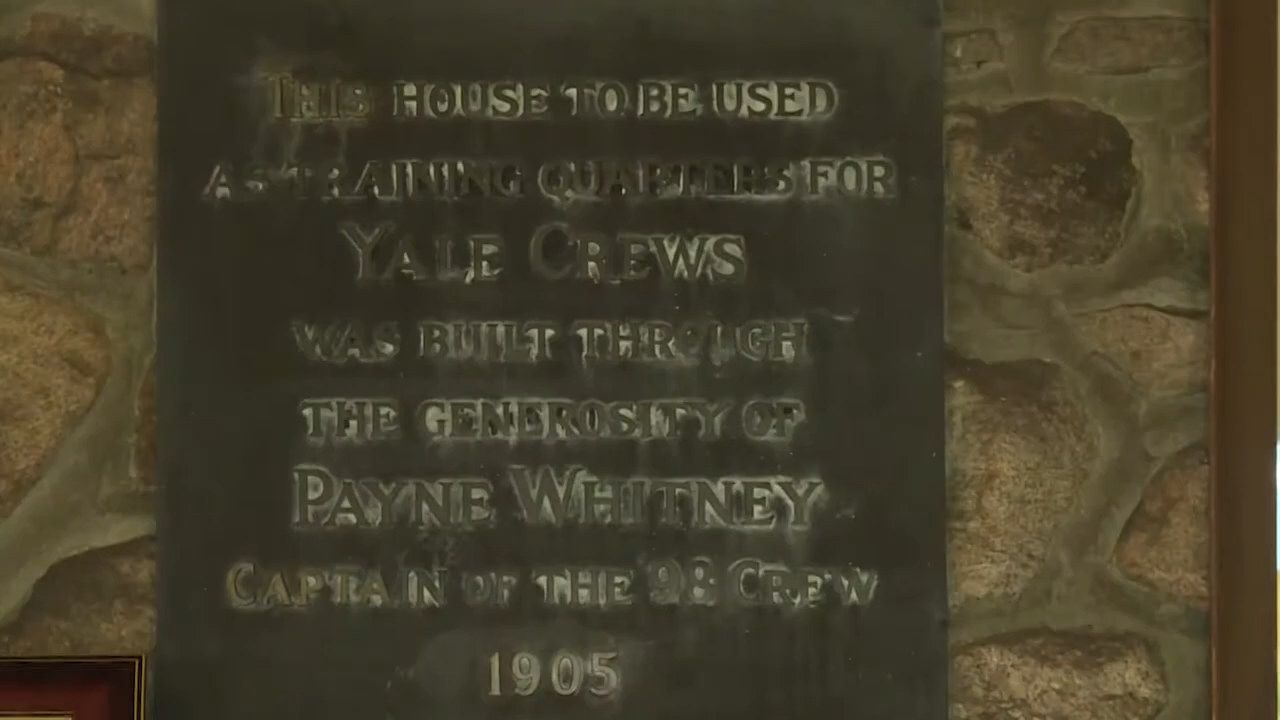 THIS HOUSE TO BE USED
AS TRAINING QUARTERS FOR
YALE CREWS
WAS BUILT THROUGH
THE GENEROSITY OF
PAYNE WHITNEY
CAPTAIN OF THE 98 CREW
1905